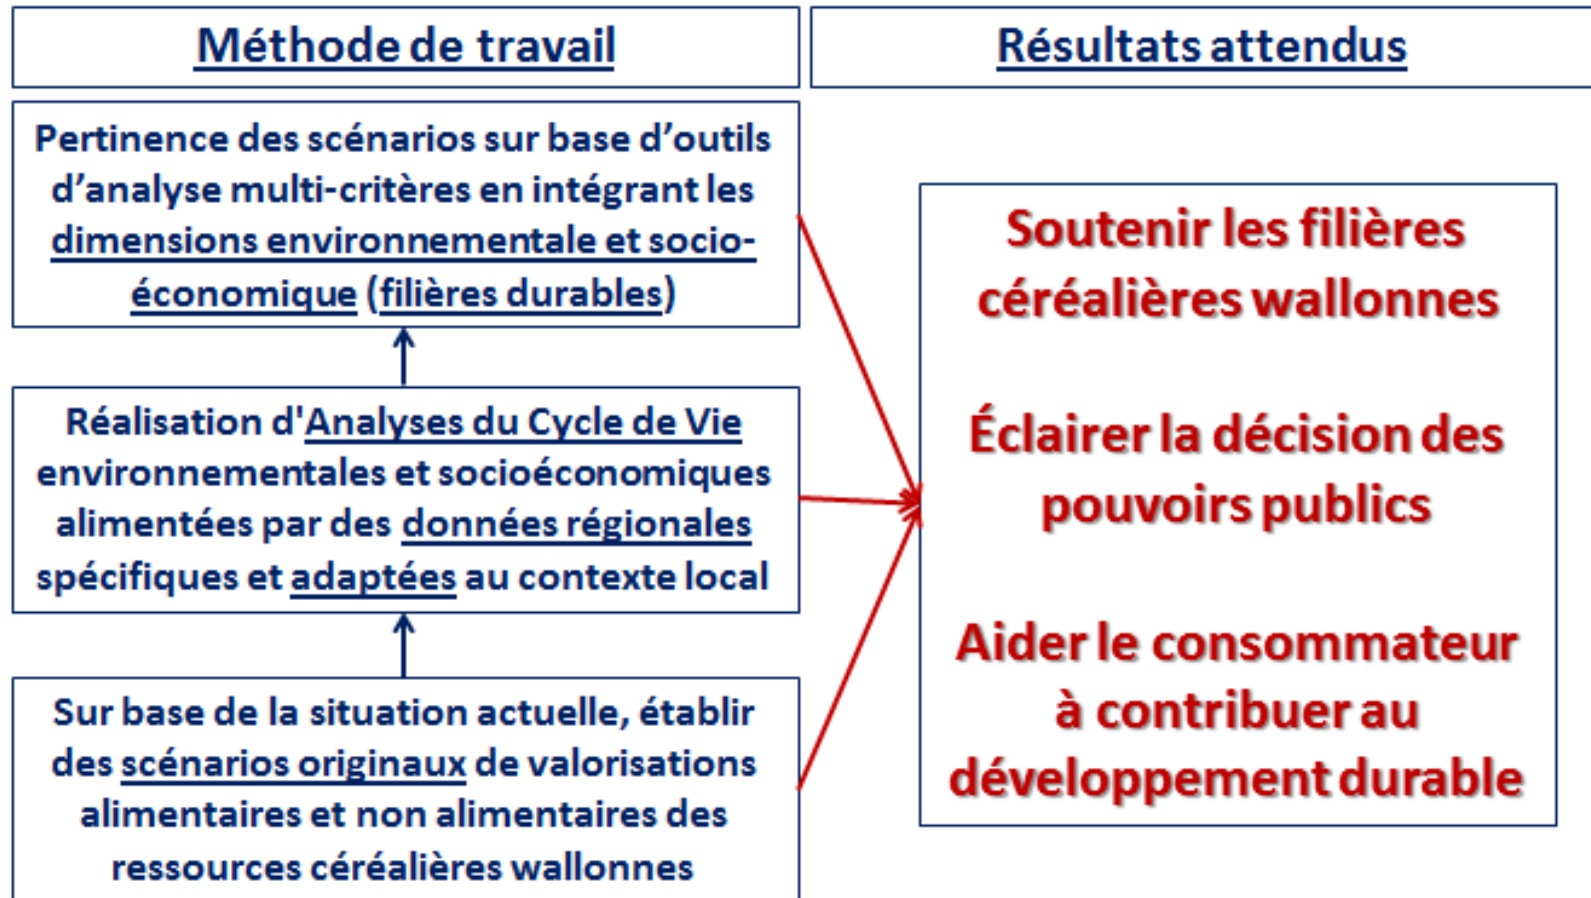 Méthode de travail
Résultats attendus
Pertinence des scénarios sur base d’outils
d’analyse multi-critères en intégrant les
dimensions environnementale et socio-
économique (filières durables)
Réalisation d'Analyses du Cycle de Vie
environnementales et socioéconomiques
alimentées par des données régionales
spécifiques et adaptées au contexte local
Sur base de la situation actuelle, établir
des scénarios originaux de valorisations
alimentaires et non alimentaires des
ressources céréalières wallonnes
Soutenir les filières
céréalières wallonnes
Éclairer la décision des
pouvoirs publics
Aider le consommateur
à contribuer au
développement durable